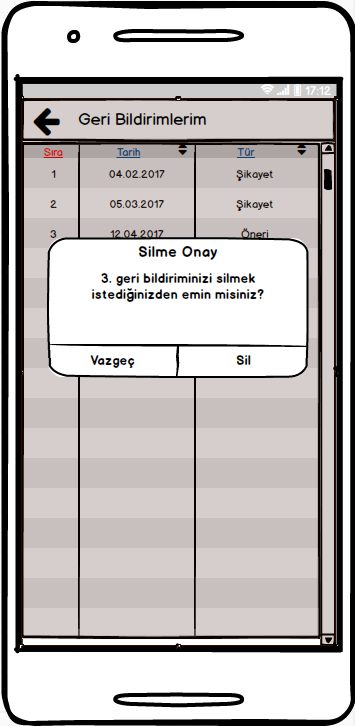 17:12
Geri Bildirimlerim
Sıra Tarih Tür
1 04.02.2017 Şikayet
2 05.03.2017 Şikayet
3 12.04.2017 Öneri
Silme Onay
3. geri bildiriminizi silmek
istediğinizden emin misiniz?
Vazgeç Sil